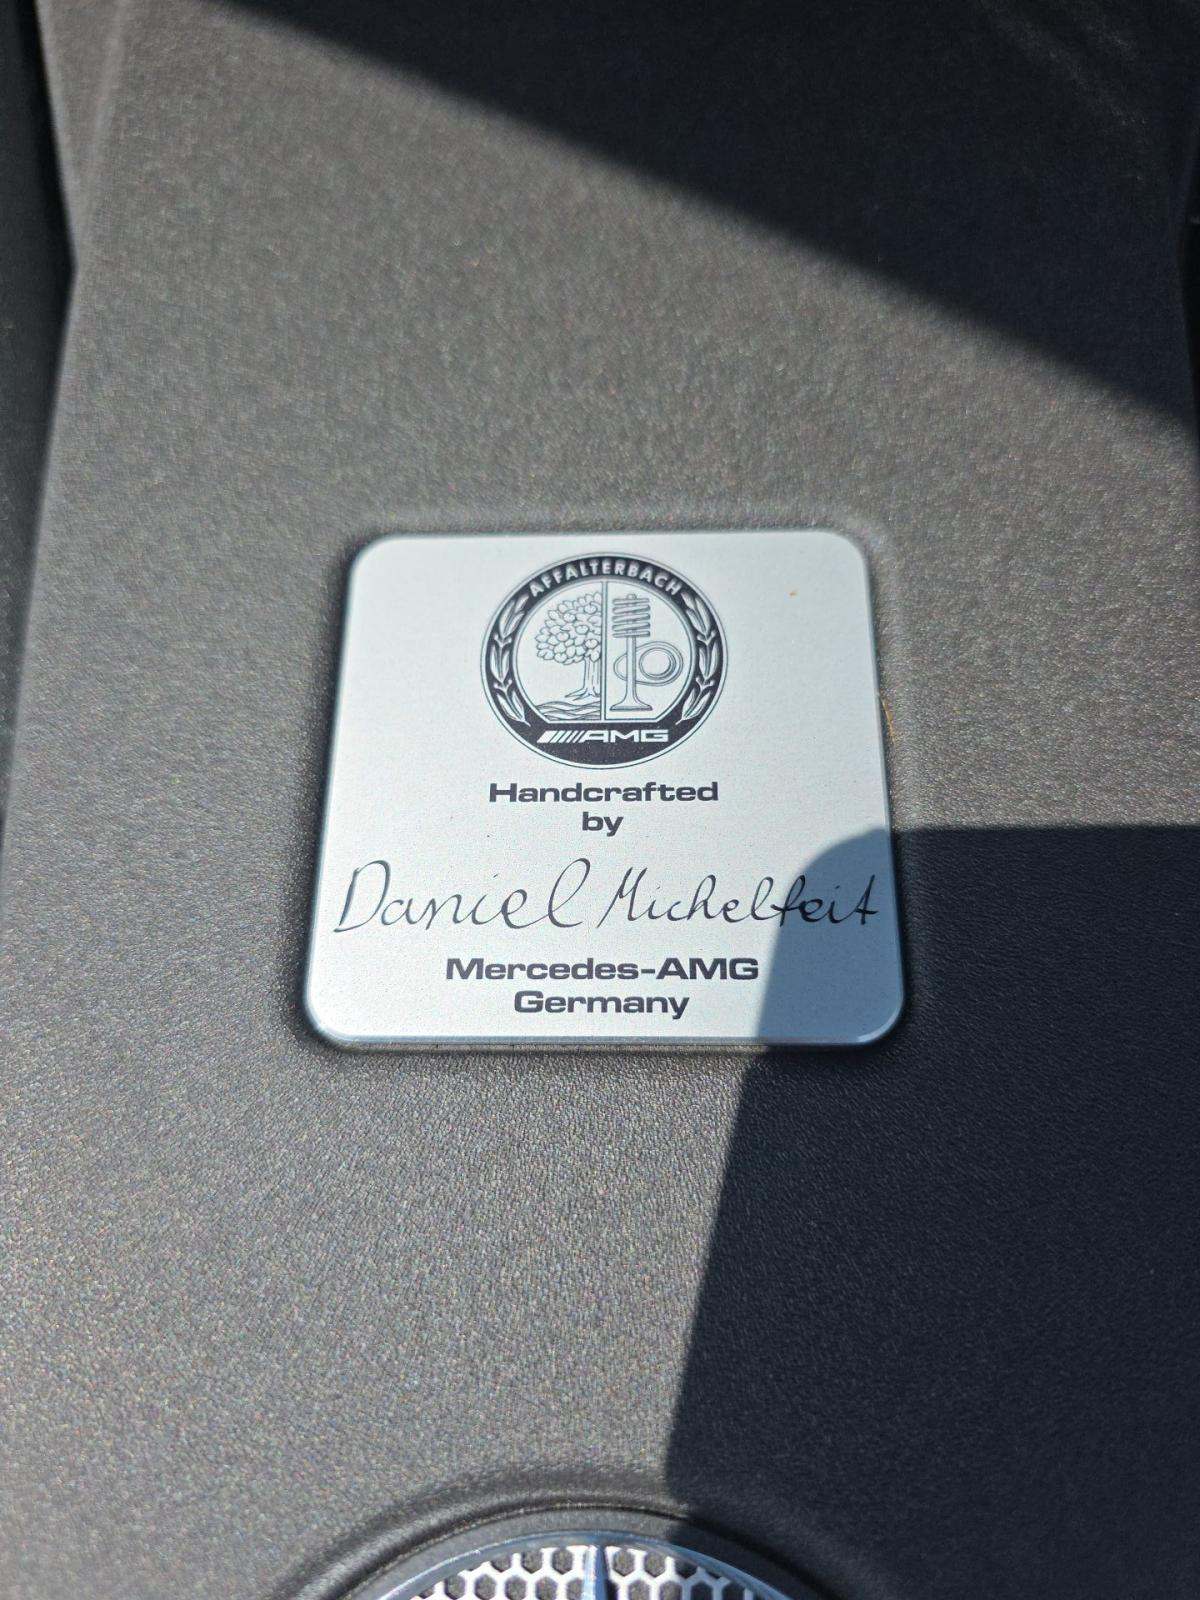 AFFALTERBACH
AMG
Handcrafted
by
Daniel Michelfeit
Mercedes-AMG
Germany